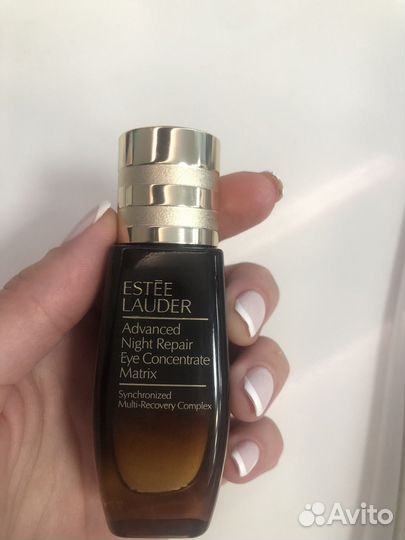 ESTĒE
LAUDER
Advanced
Night Repair
Eye Concentrate
Matrix
Synchronized
Multi-Recovery Complex
Avito